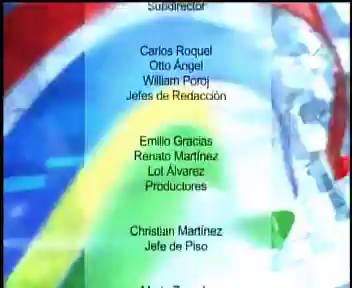 Subdirector
Carlos Roquel
Otto Ángel
William Poroj
Jefes de Redacción
Emilio Gracias
Renato Martínez
Lot Álvarez
Productores
Christian Martínez
Jefe de Piso